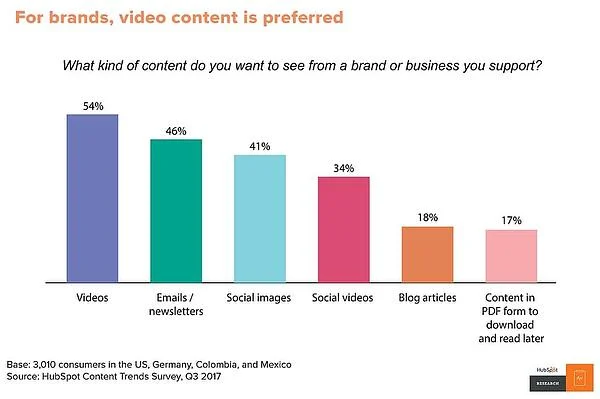 For brands, video content is preferred
What kind of content do you want to see from a brand or business you support?
54%
46%
41%
34%
18%
17%
Videos
Emails /
newsletters
Social images
Social videos
Blog articles
Content in
PDF form to
download
and read later
Base: 3,010 consumers in the US, Germany, Colombia, and Mexico
Source: HubSpot Content Trends Survey, Q3 2017
HubSpot
RESEARCH